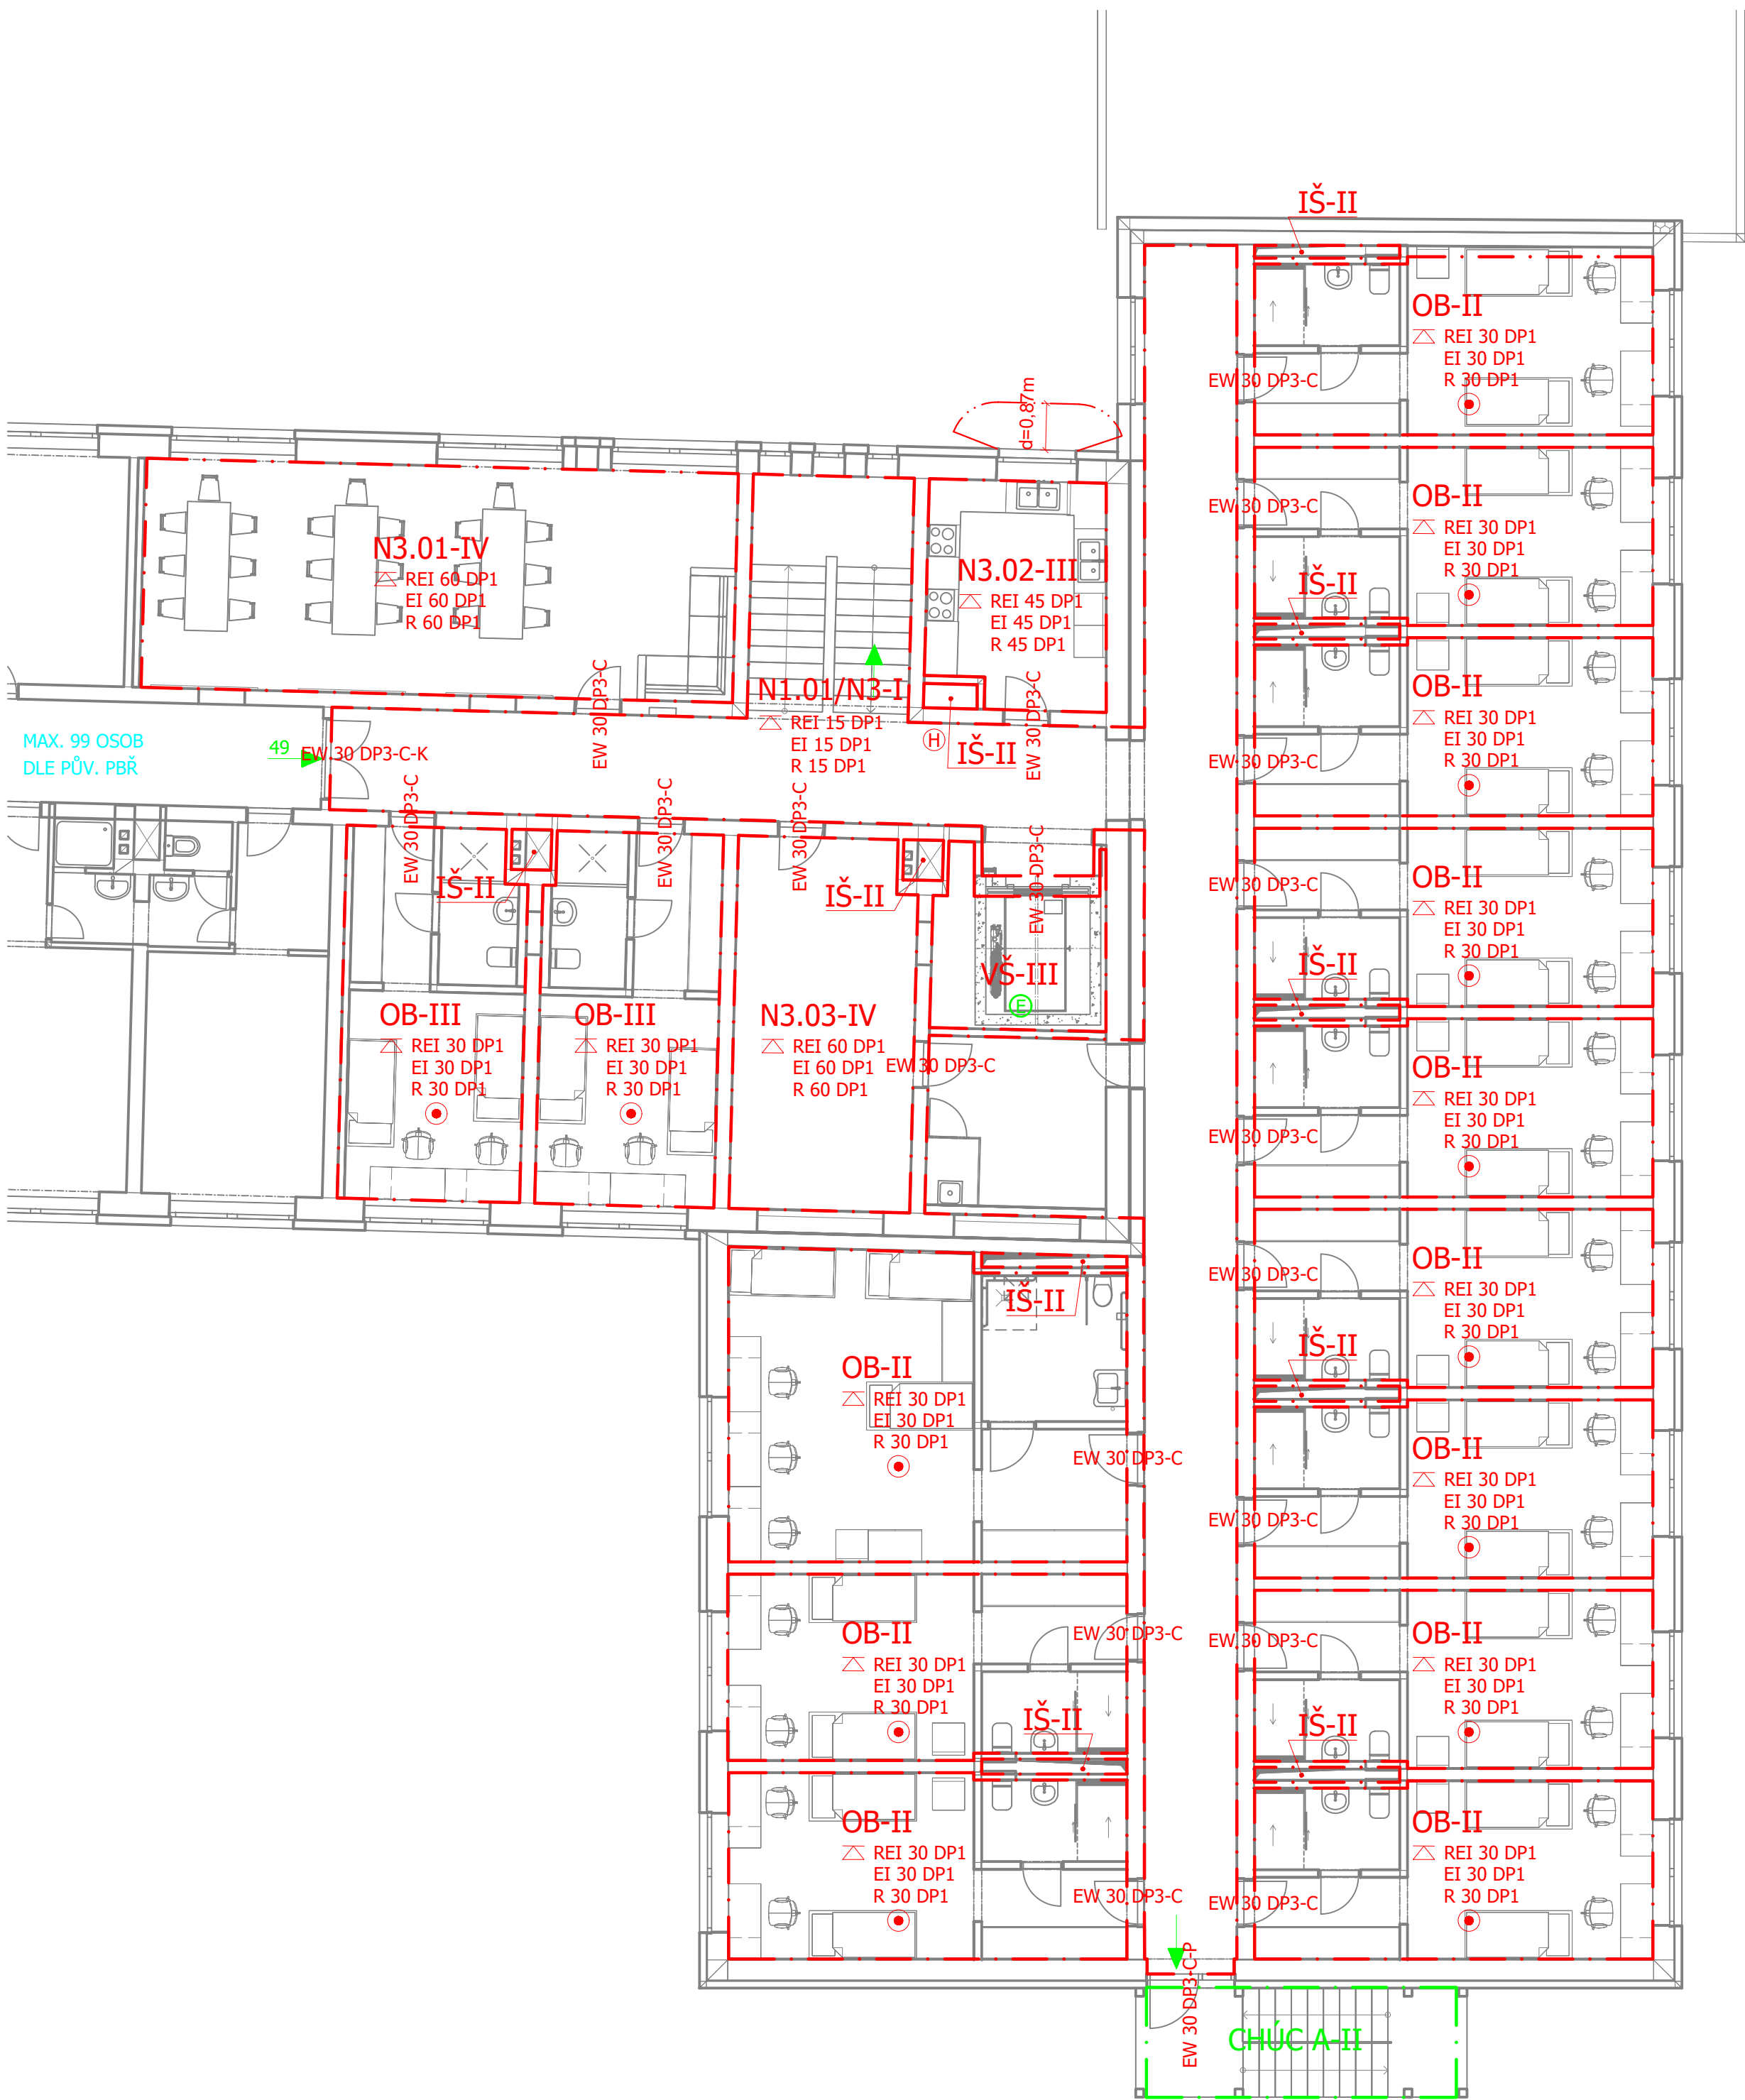 IŠ-II
OB-II
REI 30 DP1
EI 30 DP1
R 30 DP1
EW 30 DP3-C
d=0,87m
EW 30 DP3-C
OB-II
REI 30 DP1
EI 30 DP1
R 30 DP1
IŠ-II
N3.01-IV
REI 60 DP1
EI 60 DP1
R 60 DP1
EW 30 DP3-C
N3.02-III
REI 45 DP1
EI 45 DP1
R 45 DP1
EW 30 DP3-C
N1.01/N3-I
REI 15 DP1
EI 15 DP1
R 15 DP1
H
IŠ-II
OB-II
REI 30 DP1
EI 30 DP1
R 30 DP1
EW 30 DP3-C
MAX. 99 OSOB
DLE PŮV. PBŘ
49
EW 30 DP3-C-K
EW 30 DP3-C
EW 30 DP3-C
EW 30 DP3-C
EW 30 DP3-C
IŠ-II
IŠ-II
VŠ-III
E
EW 30 DP3-C
OB-II
REI 30 DP1
EI 30 DP1
R 30 DP1
IŠ-II
OB-III
REI 30 DP1
EI 30 DP1
R 30 DP1
OB-III
REI 30 DP1
EI 30 DP1
R 30 DP1
N3.03-IV
REI 60 DP1
EI 60 DP1
R 60 DP1
EW 30 DP3-C
OB-II
REI 30 DP1
EI 30 DP1
R 30 DP1
EW 30 DP3-C
EW 30 DP3-C
OB-II
REI 30 DP1
EI 30 DP1
R 30 DP1
IŠ-II
IŠ-II
OB-II
REI 30 DP1
EI 30 DP1
R 30 DP1
EW 30 DP3-C
OB-II
REI 30 DP1
EI 30 DP1
R 30 DP1
EW 30 DP3-C
OB-II
REI 30 DP1
EI 30 DP1
R 30 DP1
EW 30 DP3-C
IŠ-II
EW 30 DP3-C
OB-II
REI 30 DP1
EI 30 DP1
R 30 DP1
IŠ-II
OB-II
REI 30 DP1
EI 30 DP1
R 30 DP1
EW 30 DP3-C
EW 30 DP3-C
OB-II
REI 30 DP1
EI 30 DP1
R 30 DP1
EW 30 DP3-C-P
CHÚC A-II